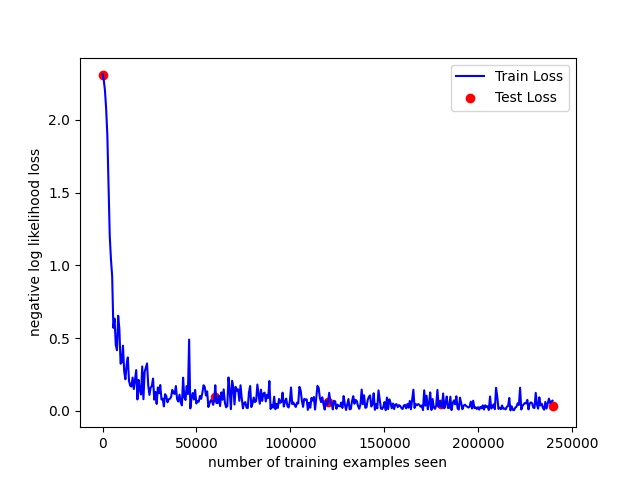 Train Loss
Test Loss
2.0
1.5
1.0
0.5
0.0
negative log likelihood loss
0 50000 100000 150000 200000 250000
number of training examples seen